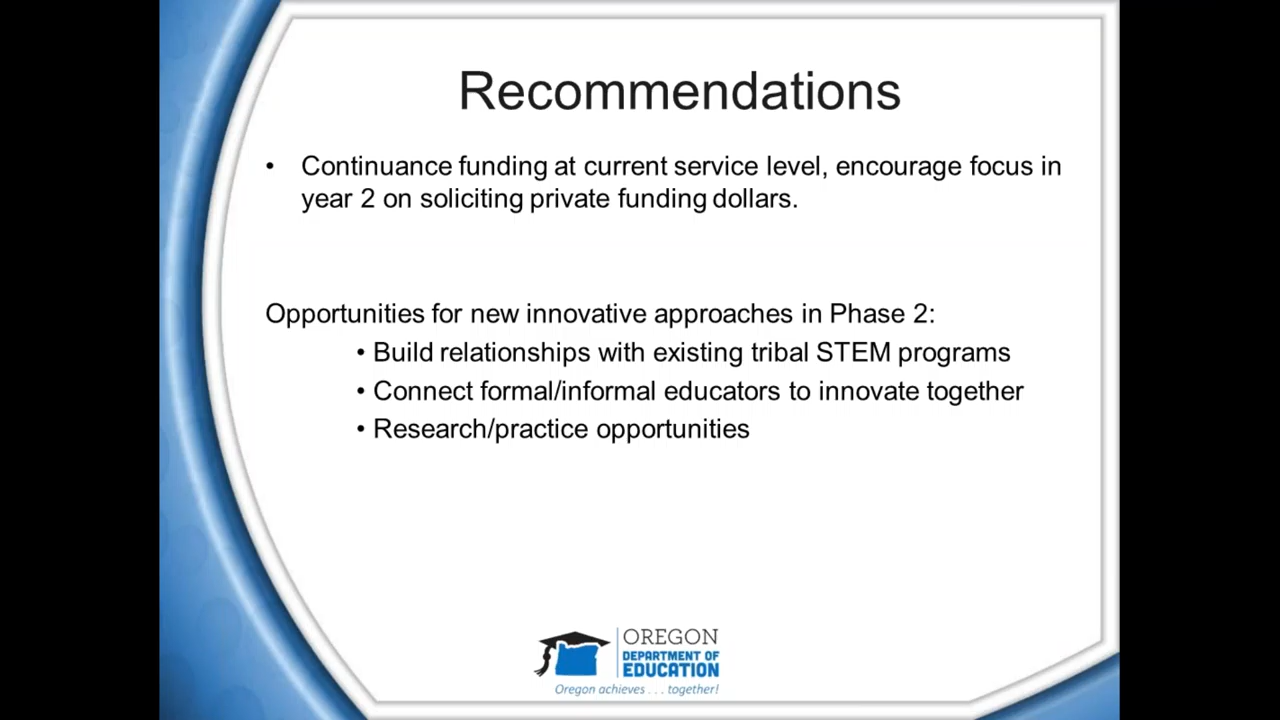 Recommendations
• Continuance funding at current service level, encourage focus in
year 2 on soliciting private funding dollars.
Opportunities for new innovative approaches in Phase 2:
• Build relationships with existing tribal STEM programs
• Connect formal/informal educators to innovate together
• Research/practice opportunities
OREGON
DEPARTMENT OF
EDUCATION
Oregon achieves . . . together!